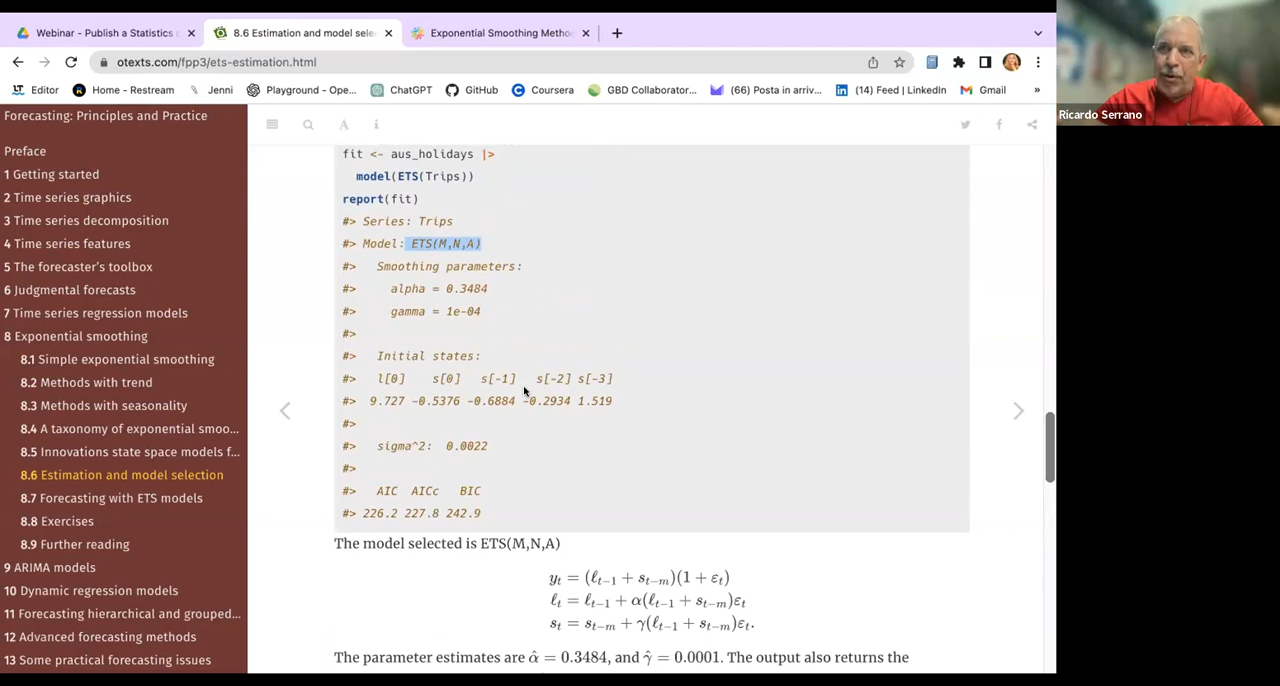 Webinar - Publish a Statistics
8.6 Estimation and model sele
Exponential Smoothing Metho
otexts.com/fpp3/ets-estimation.html
Editor
Home - Restream
Jenni
Playground - Ope...
ChatGPT
GitHub
Coursera
GBD Collaborator...
(66) Posta in arriv...
(14) Feed | LinkedIn
Gmail
»
Ricardo Serrano
Forecasting: Principles and Practice
Preface
1 Getting started
2 Time series graphics
3 Time series decomposition
4 Time series features
5 The forecaster's toolbox
6 Judgmental forecasts
7 Time series regression models
8 Exponential smoothing
8.1 Simple exponential smoothing
8.2 Methods with trend
8.3 Methods with seasonality
8.4 A taxonomy of exponential smoo...
8.5 Innovations state space models f...
8.6 Estimation and model selection
8.7 Forecasting with ETS models
8.8 Exercises
8.9 Further reading
9 ARIMA models
10 Dynamic regression models
11 Forecasting hierarchical and grouped...
12 Advanced forecasting methods
13 Some practical forecasting issues
fit <- aus_holidays |>
model(ETS(Trips))
report(fit)
#> Series: Trips
#> Model: ETS(M,N,A)
#> Smoothing parameters:
#> alpha = 0.3484
#> gamma = 1e-04
#>
#> Initial states:
#> l[0] s[0] s[-1] s[-2] s[-3]
#> 9.727 -0.5376 -0.6884 -0.2934 1.519
#>
#> sigma^2: 0.0022
#>
#> AIC AICc BIC
#> 226.2 227.8 242.9
The model selected is ETS(M,N,A)
yₜ = (ℓₜ₋₁ + sₜ₋ₘ)(1 + εₜ)
ℓₜ = ℓₜ₋₁ + α(ℓₜ₋₁ + sₜ₋ₘ)εₜ
sₜ = sₜ₋ₘ + γ(ℓₜ₋₁ + sₜ₋ₘ)εₜ.
The parameter estimates are α̂ = 0.3484, and γ̂ = 0.0001. The output also returns the